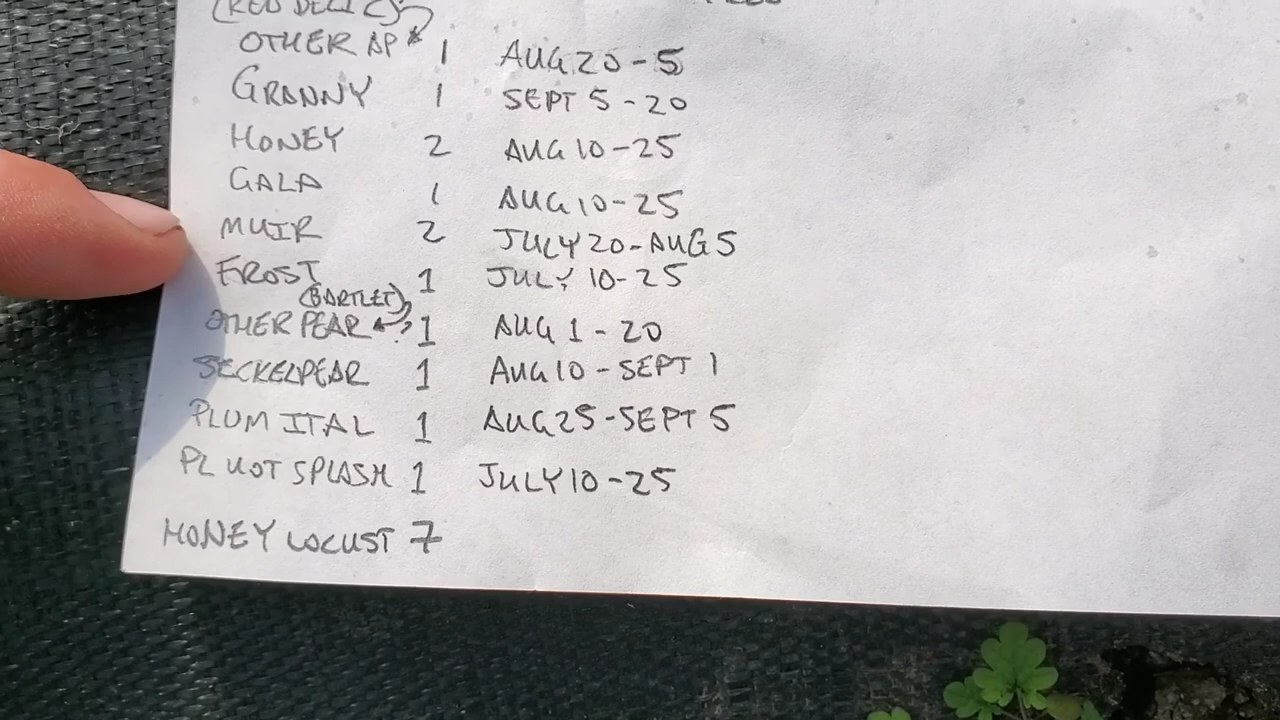 (RED DELIC)
OTHER AP 1 AUG 20-5
GRANNY 1 SEPT 5-20
HONEY 2 AUG 10-25
GALA 1 AUG 10-25
MUIR 2 JULY 20-AUG 5
FROST 1 JULY 10-25
(BARTLET)
OTHER PEAR ? 1 AUG 1-20
SECKELPEAR 1 AUG 10-SEPT 1
PLUM ITAL 1 AUG 25-SEPT 5
PLUOT SPLASH 1 JULY 10-25
HONEY LOCUST 7